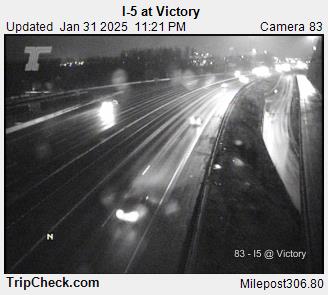 I-5 at Victory
Updated Jan 31 2025 11:21 PM Camera 83
T
N
83 - I5 @ Victory
TripCheck.com Milepost306.80